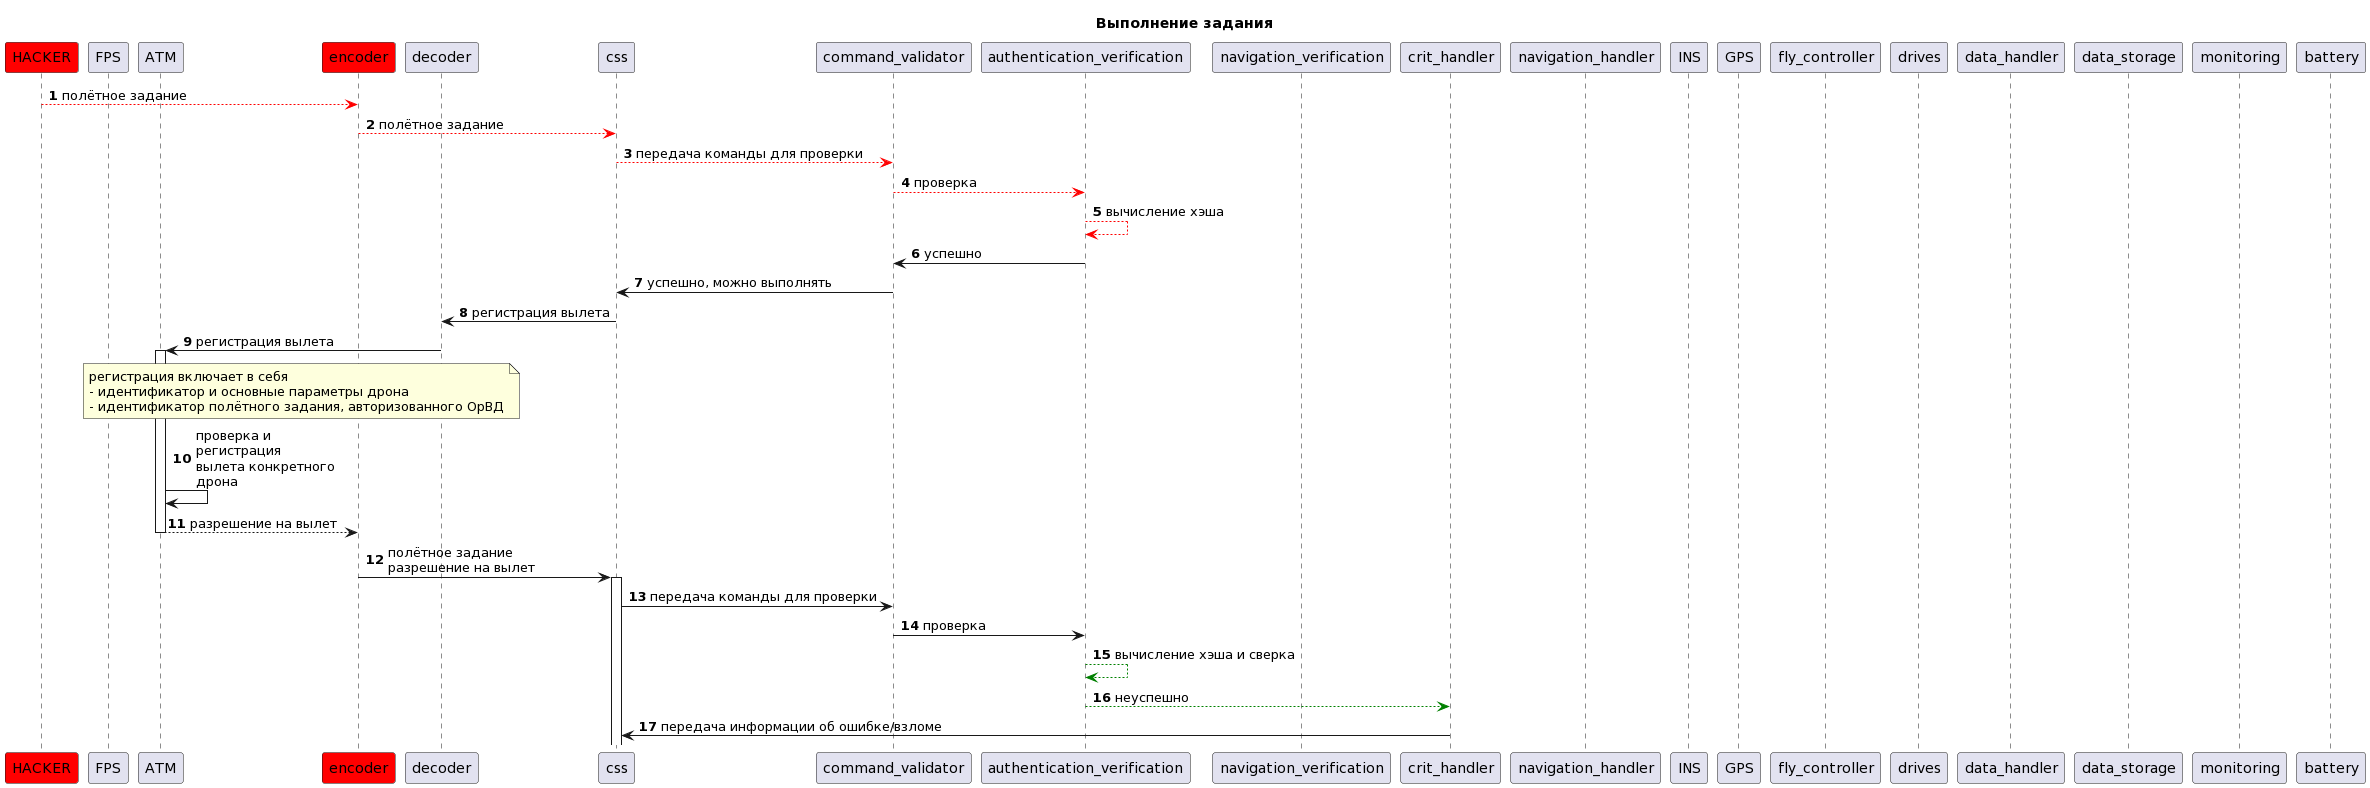 Выполнение задания
HACKER FPS ATM encoder decoder css command_validator authentication_verification navigation_verification crit_handler navigation_handler INS GPS fly_controller drives data_handler data_storage monitoring battery
1 полётное задание
2 полётное задание
3 передача команды для проверки
4 проверка
5 вычисление хэша
6 успешно
7 успешно, можно выполнять
8 регистрация вылета
9 регистрация вылета
регистрация включает в себя
- идентификатор и основные параметры дрона
- идентификатор полётного задания, авторизованного ОрВД
проверка и
регистрация
10 вылета конкретного
дрона
11 разрешение на вылет
12 полётное задание
разрешение на вылет
13 передача команды для проверки
14 проверка
15 вычисление хэша и сверка
16 неуспешно
17 передача информации об ошибке/взломе
HACKER FPS ATM encoder decoder css command_validator authentication_verification navigation_verification crit_handler navigation_handler INS GPS fly_controller drives data_handler data_storage monitoring battery